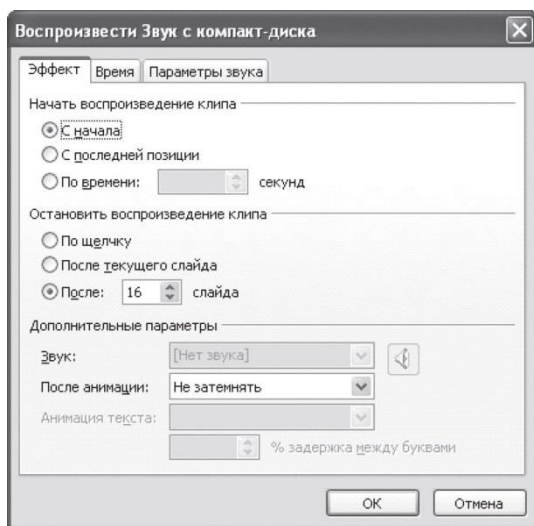 Воспроизвести Звук с компакт-диска
Эффект Время Параметры звука
Начать воспроизведение клипа
С начала
С последней позиции
По времени: секунд
Остановить воспроизведение клипа
По щелчку
После текущего слайда
После: 16 слайда
Дополнительные параметры
Звук: [Нет звука]
После анимации: Не затемнять
Анимация текста:
% задержка между буквами
ОК Отмена